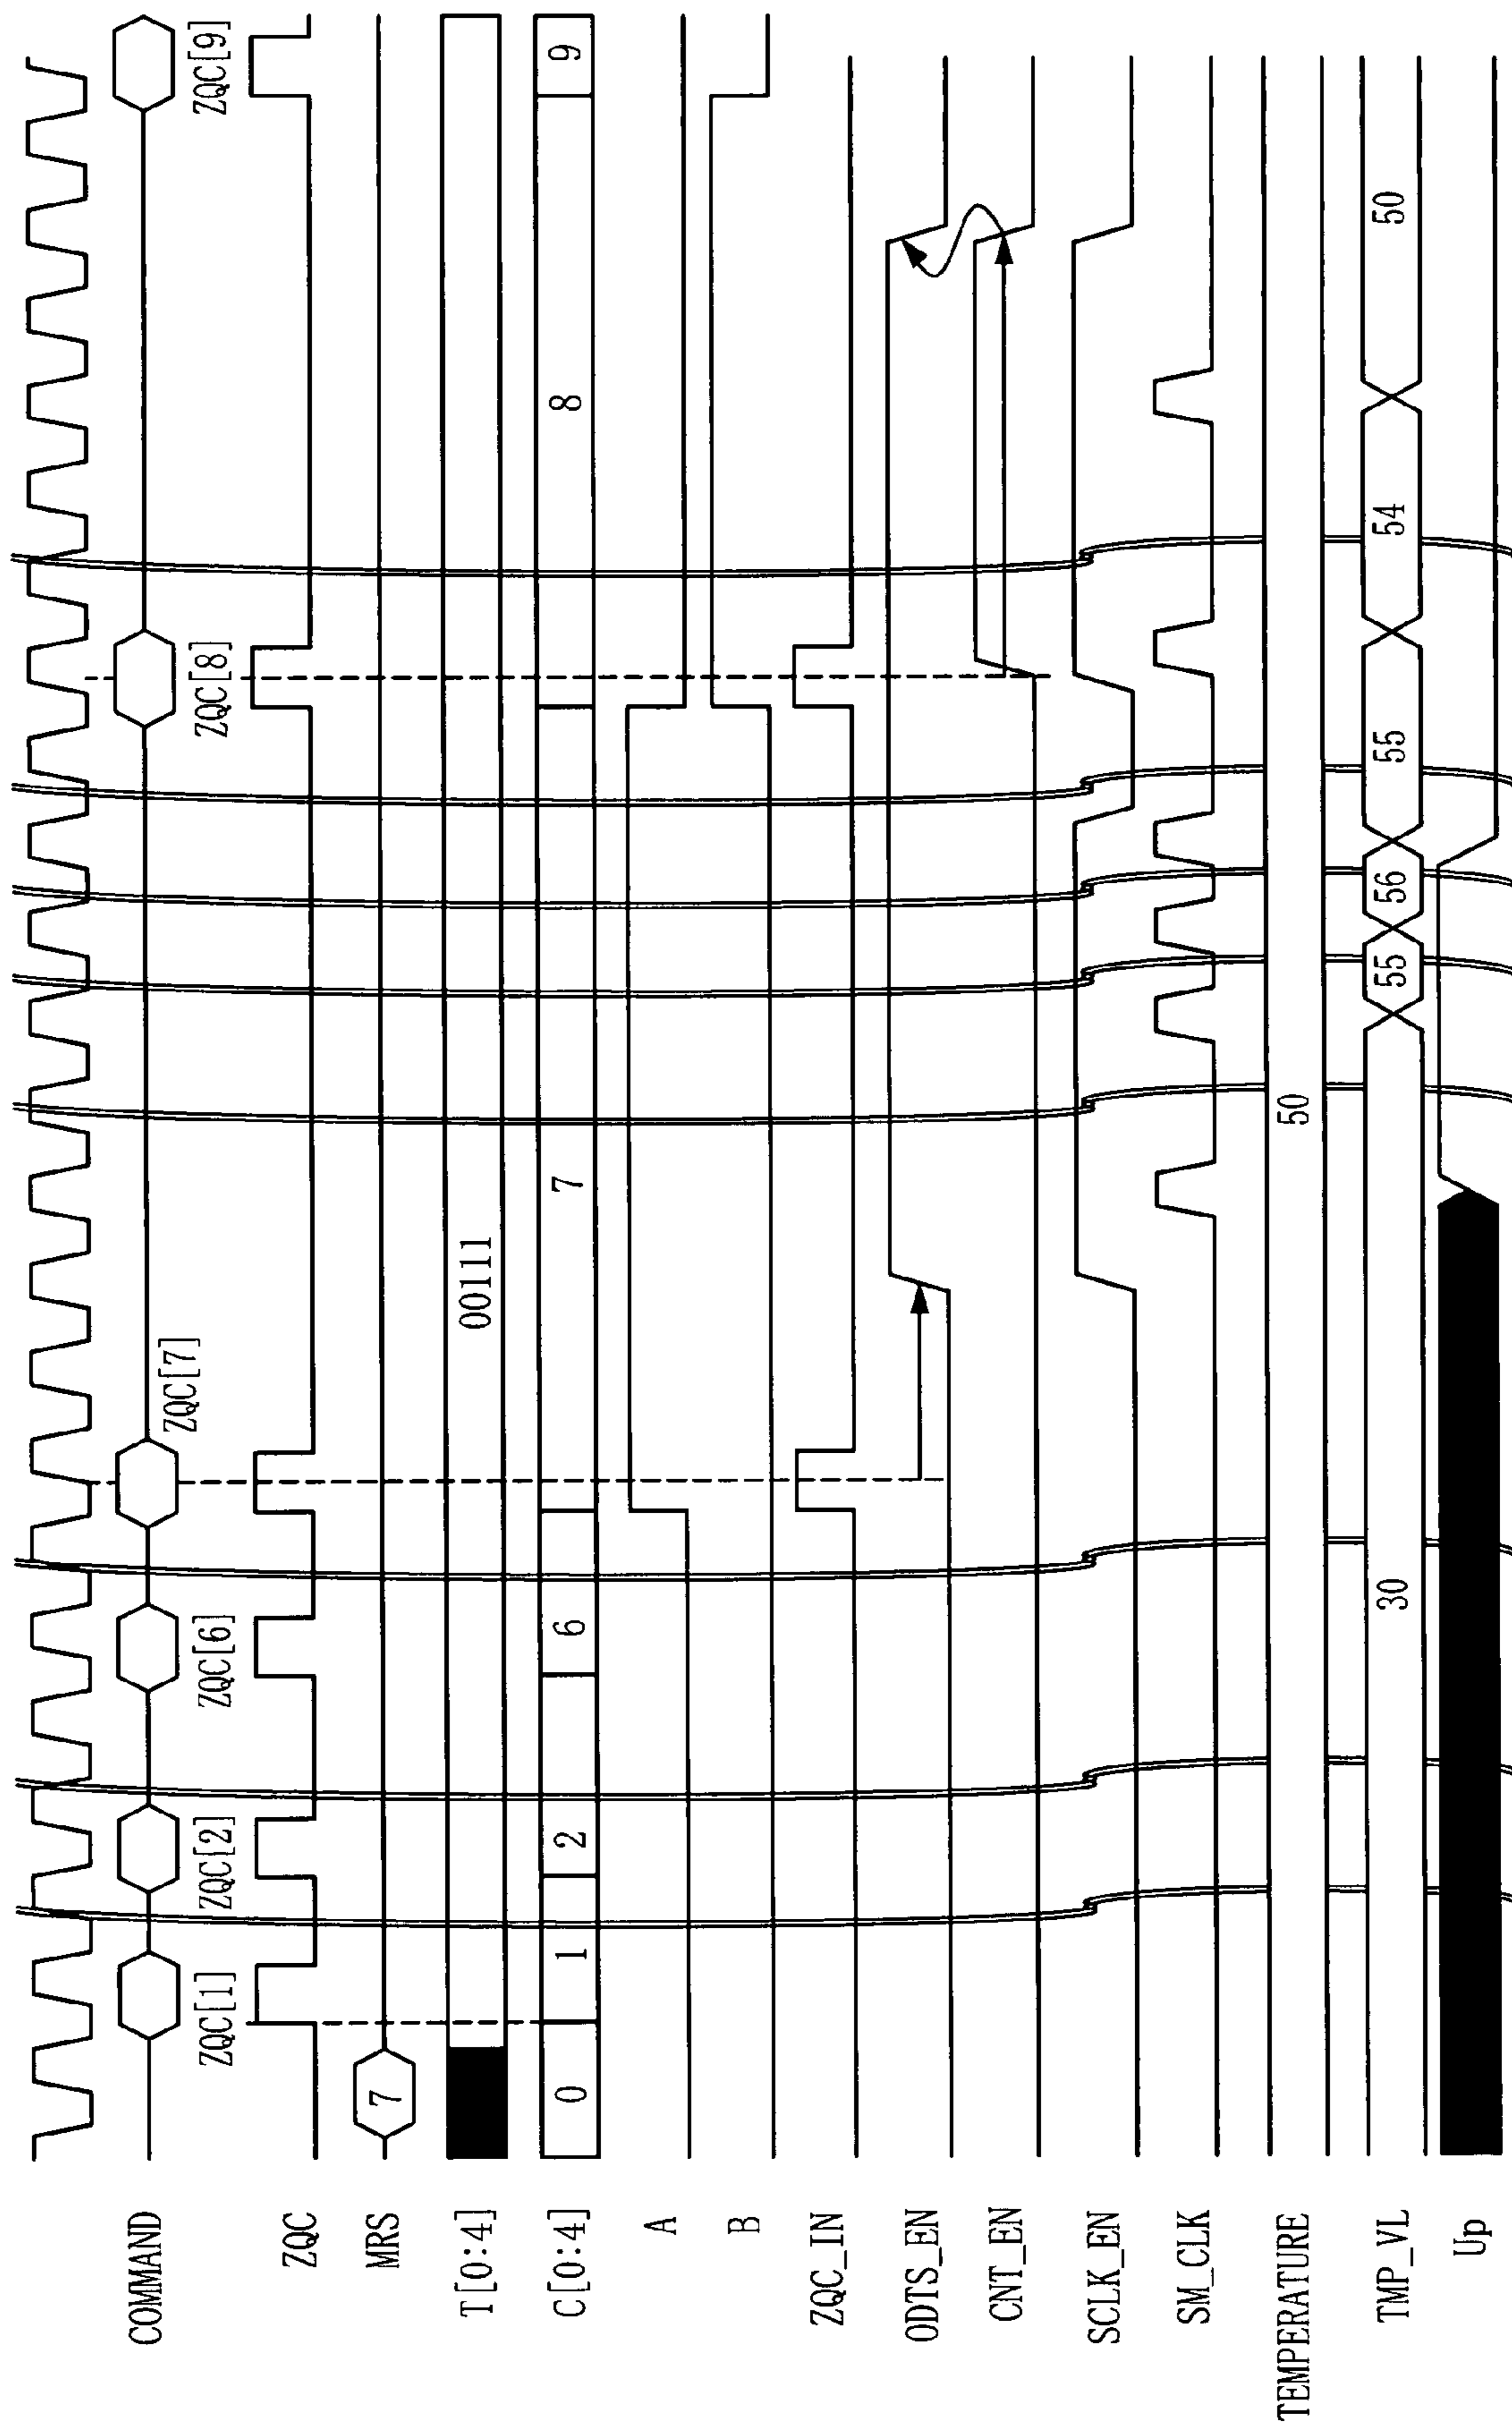 COMMAND
ZQC[1] ZQC[2] ZQC[6] ZQC[7] ZQC[8] ZQC[9]
ZQC
MRS 7
T[0:4] 00111
C[0:4] 0 1 2 6 7 8 9
A
B
ZQC_IN
ODTS_EN
CNT_EN
SCLK_EN
SM_CLK
TEMPERATURE 50
TMP_VL 30 55 56 55 54 50
Up